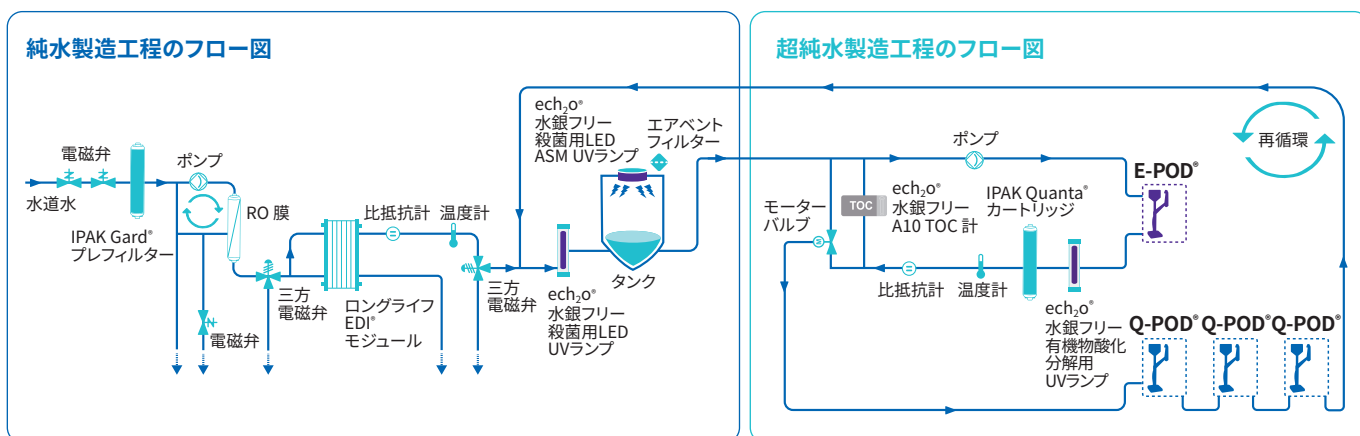 純水製造工程のフロー図
電磁弁
水道水
IPAK Gard®
プレフィルター
ポンプ
RO 膜
電磁弁
三方
電磁弁
ロングライフ
EDI®
モジュール
比抵抗計
温度計
三方
電磁弁
ech₂o®
水銀フリー
殺菌用LED
ASM UVランプ
エアベント
フィルター
タンク
ech₂o®
水銀フリー
殺菌用LED
UVランプ
超純水製造工程のフロー図
再循環
ポンプ
E-POD®
モーター
バルブ
TOC
ech₂o®
水銀フリー
A10 TOC 計
IPAK Quanta®
カートリッジ
比抵抗計
温度計
ech₂o®
水銀フリー
有機物酸化
分解用
UVランプ
Q-POD®
Q-POD®
Q-POD®